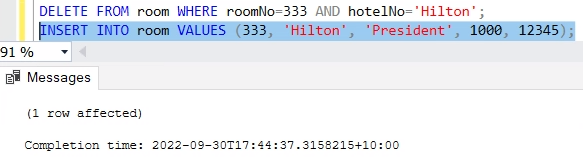 DELETE FROM room WHERE roomNo=333 AND hotelNo='Hilton';
INSERT INTO room VALUES (333, 'Hilton', 'President', 1000, 12345);
91 %
Messages
(1 row affected)
Completion time: 2022-09-30T17:44:37.3158215+10:00